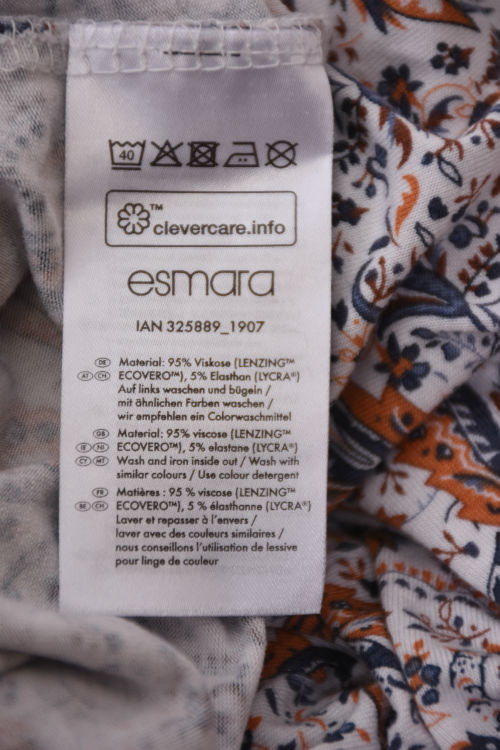 40
™
clevercare.info
esmara
IAN 325889_1907
DE Material: 95% Viskose (LENZING™
AT CH ECOVERO™), 5% Elasthan (LYCRA®)
Auf links waschen und bügeln /
mit ähnlichen Farben waschen /
wir empfehlen ein Colorwaschmittel
GB Material: 95% viscose (LENZING™
IE NI ECOVERO™), 5% elastane (LYCRA®)
CY MT Wash and iron inside out / Wash with
similar colours / Use colour detergent
FR Matières : 95 % viscose (LENZING™
BE CH ECOVERO™), 5 % élasthanne (LYCRA®)
Laver et repasser à l'envers /
laver avec des couleurs similaires /
nous conseillons l'utilisation de lessive
pour linge de couleur